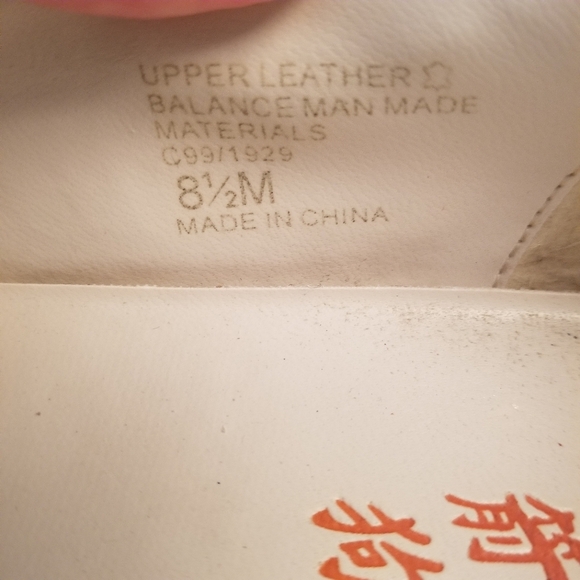 UPPER LEATHER
BALANCE MAN MADE
MATERIALS
C99/1929
8½M
MADE IN CHINA